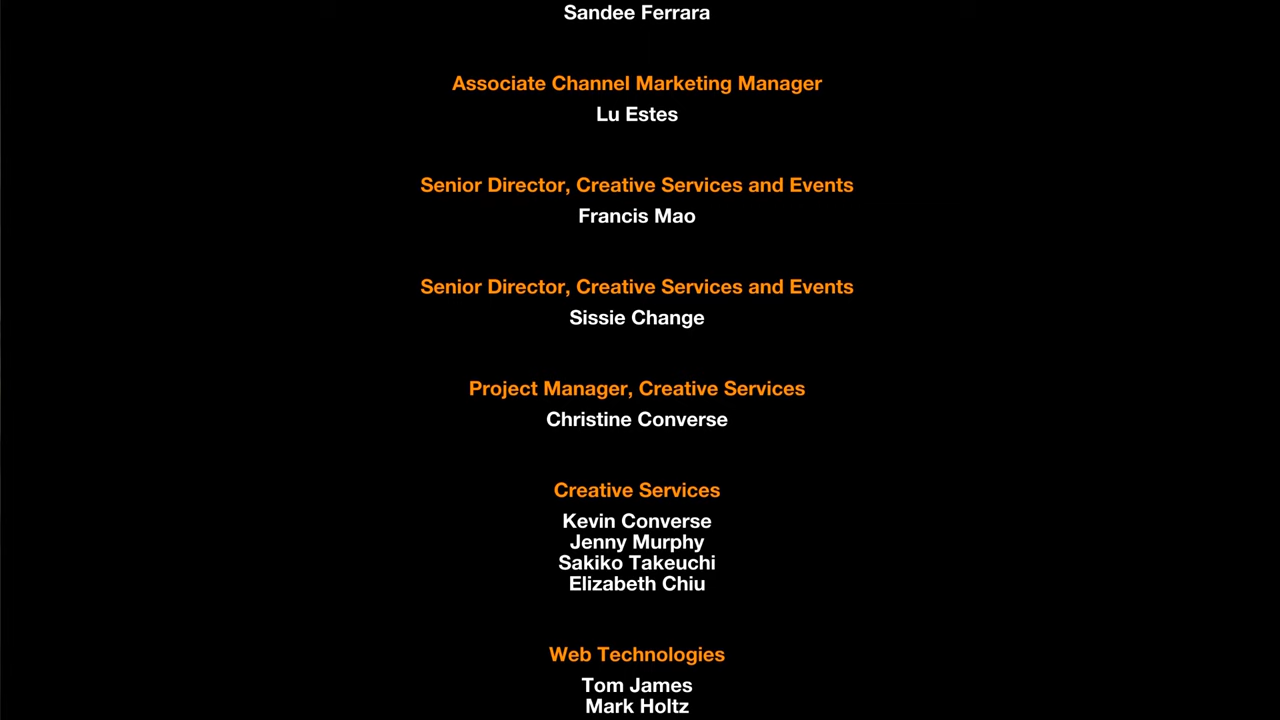 Sandee Ferrara
Associate Channel Marketing Manager
Lu Estes
Senior Director, Creative Services and Events
Francis Mao
Senior Director, Creative Services and Events
Sissie Change
Project Manager, Creative Services
Christine Converse
Creative Services
Kevin Converse
Jenny Murphy
Sakiko Takeuchi
Elizabeth Chiu
Web Technologies
Tom James
Mark Holtz